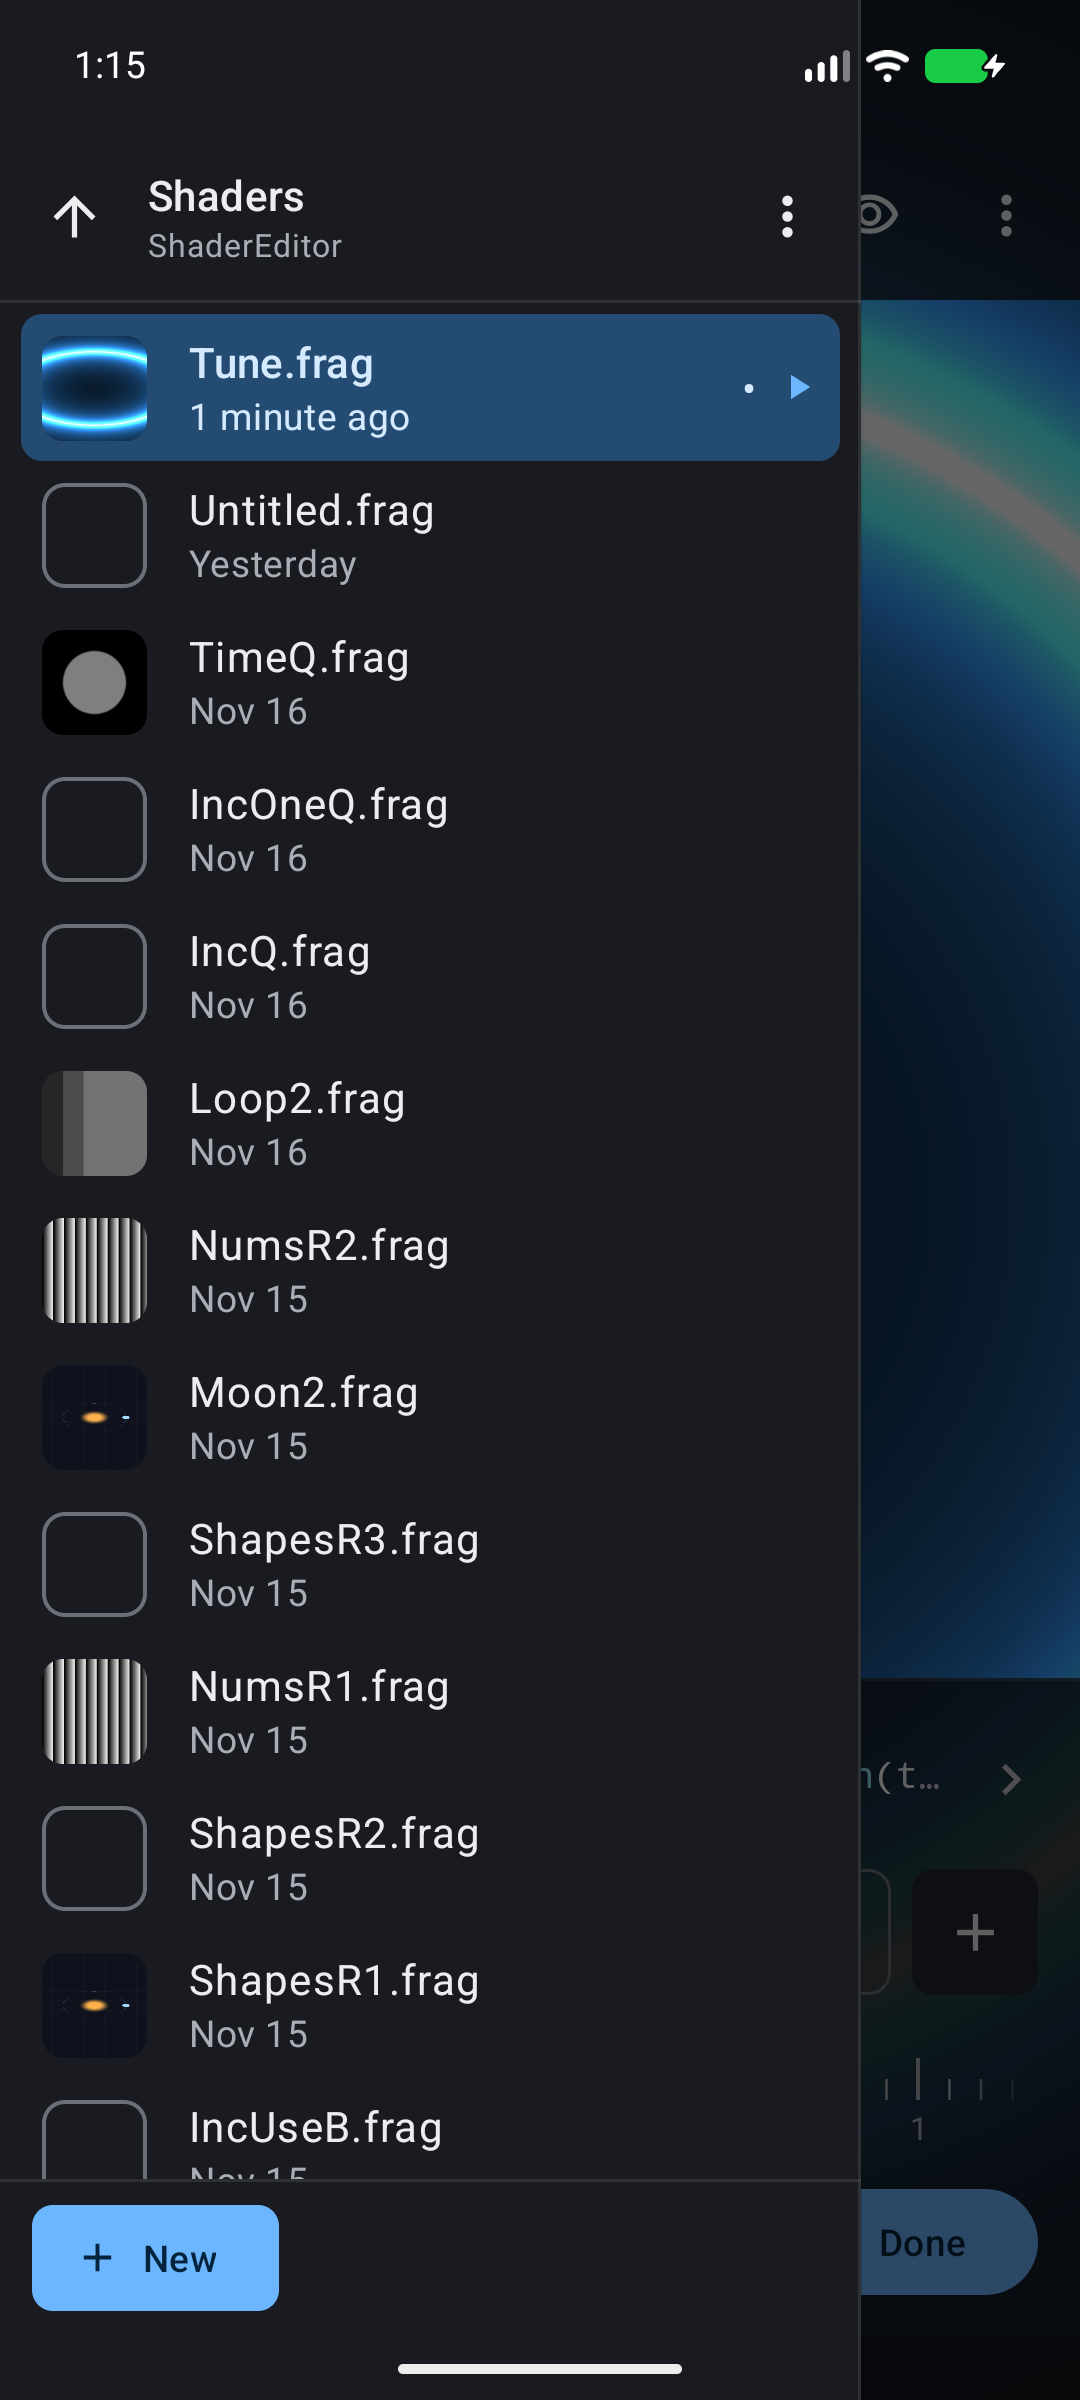 1:15
Shaders
ShaderEditor
Tune.frag
1 minute ago
Untitled.frag
Yesterday
TimeQ.frag
Nov 16
IncOneQ.frag
Nov 16
IncQ.frag
Nov 16
Loop2.frag
Nov 16
NumsR2.frag
Nov 15
Moon2.frag
Nov 15
ShapesR3.frag
Nov 15
NumsR1.frag
Nov 15
(t…
ShapesR2.frag
Nov 15
ShapesR1.frag
Nov 15
1
IncUseB.frag
Nov 15
New
Done